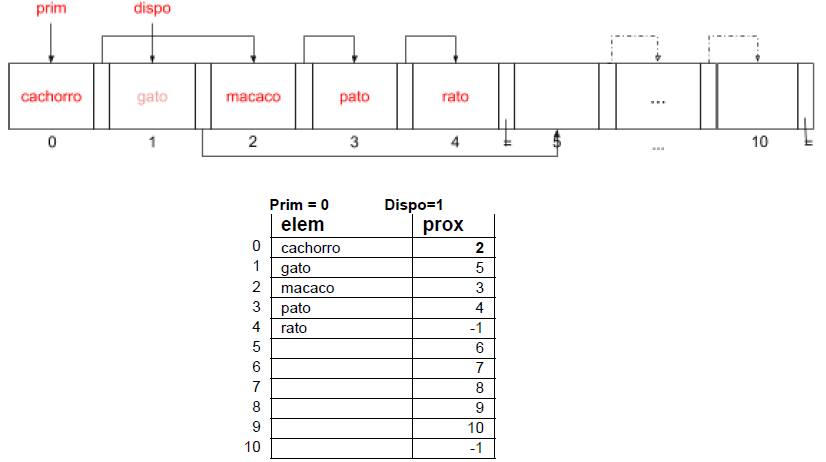 prim dispo
cachorro gato macaco pato rato ...
0 1 2 3 4 5 ... 10
Prim = 0 Dispo=1
elem prox
0 cachorro 2
1 gato 5
2 macaco 3
3 pato 4
4 rato -1
5 6
6 7
7 8
8 9
9 10
10 -1